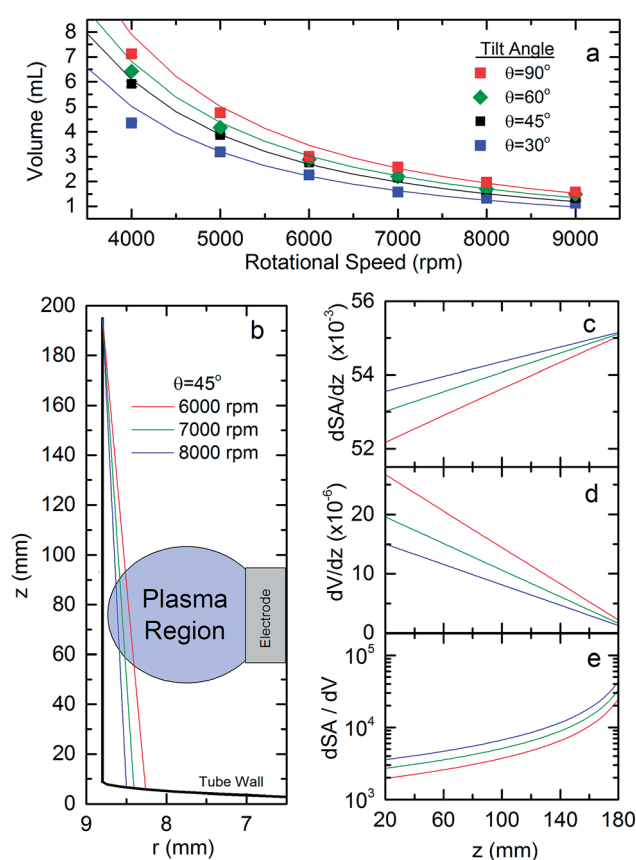 a
Tilt Angle
θ=90°
θ=60°
θ=45°
θ=30°
8
7
6
5
4
3
2
1
Volume (mL)
4000 5000 6000 7000 8000 9000
Rotational Speed (rpm)
b
θ=45°
6000 rpm
7000 rpm
8000 rpm
200
180
160
140
120
100
80
60
40
20
0
z (mm)
Plasma
Region
Electrode
Tube Wall
9 8 7
r (mm)
c
56
54
52
dSA/dz (x10⁻³)
d
20
10
0
dV/dz (x10⁻⁶)
e
10⁵
10⁴
10³
dSA / dV
20 60 100 140 180
z (mm)